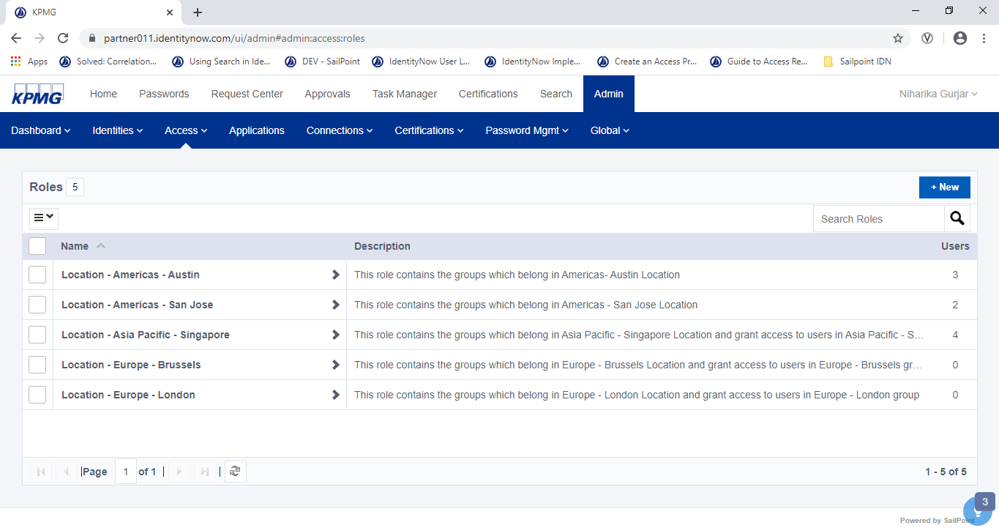 KPMG
partner011.identitynow.com/ui/admin#admin:access:roles
Apps Solved: Correlation... Using Search in Ide... DEV - SailPoint IdentityNow User L... IdentityNow Imple... Create an Access Pr... Guide to Access Re... Sailpoint IDN
KPMG Home Passwords Request Center Approvals Task Manager Certifications Search Admin Niharika Gurjar
Dashboard Identities Access Applications Connections Certifications Password Mgmt Global
Roles 5 + New
Search Roles
Name Description Users
Location - Americas - Austin This role contains the groups which belong in Americas- Austin Location 3
Location - Americas - San Jose This role contains the groups which belong in Americas - San Jose Location 2
Location - Asia Pacific - Singapore This role contains the groups which belong in Asia Pacific - Singapore Location and grant access to users in Asia Pacific - S... 4
Location - Europe - Brussels This role contains the groups which belong in Europe - Brussels Location and grant access to users in Europe - Brussels gr... 0
Location - Europe - London This role contains the groups which belong in Europe - London Location and grant access to users in Europe - London group 0
|Page 1 of 1 | | 1 - 5 of 5
3
Powered by SailPoint